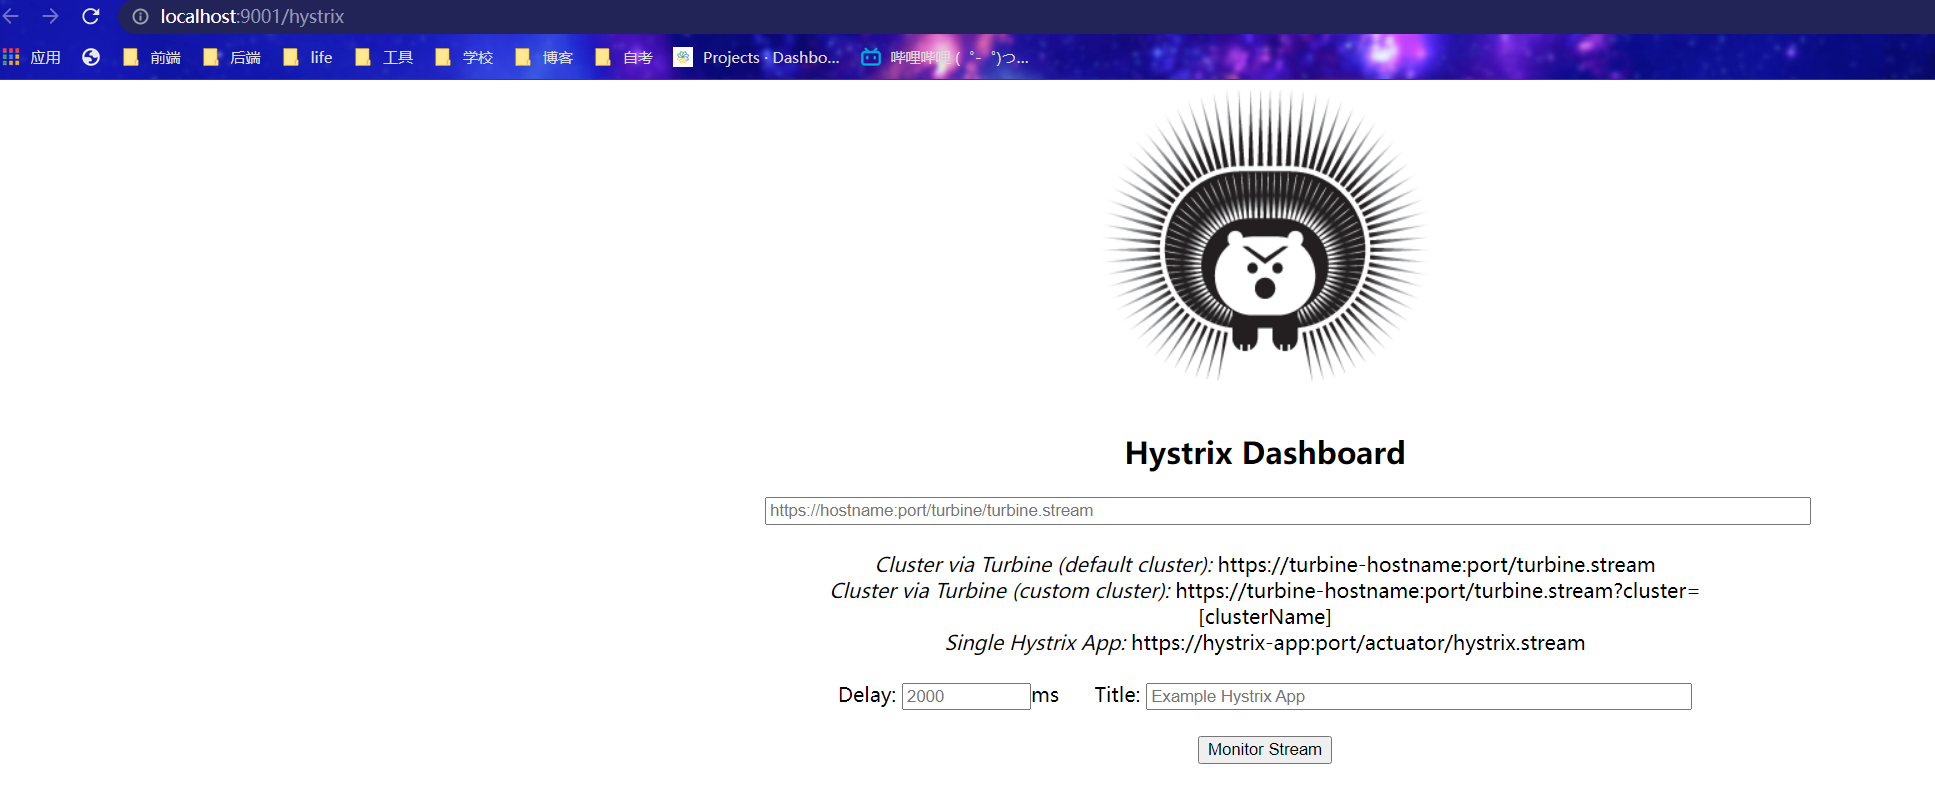 localhost:9001/hystrix
应用 前端 后端 life 工具 学校 博客 自考 Projects · Dashbo... 哔哩哔哩 ( ゜- ゜)つ...
Hystrix Dashboard
https://hostname:port/turbine/turbine.stream
Cluster via Turbine (default cluster): https://turbine-hostname:port/turbine.stream
Cluster via Turbine (custom cluster): https://turbine-hostname:port/turbine.stream?cluster=
[clusterName]
Single Hystrix App: https://hystrix-app:port/actuator/hystrix.stream
Delay: 2000 ms Title: Example Hystrix App
Monitor Stream